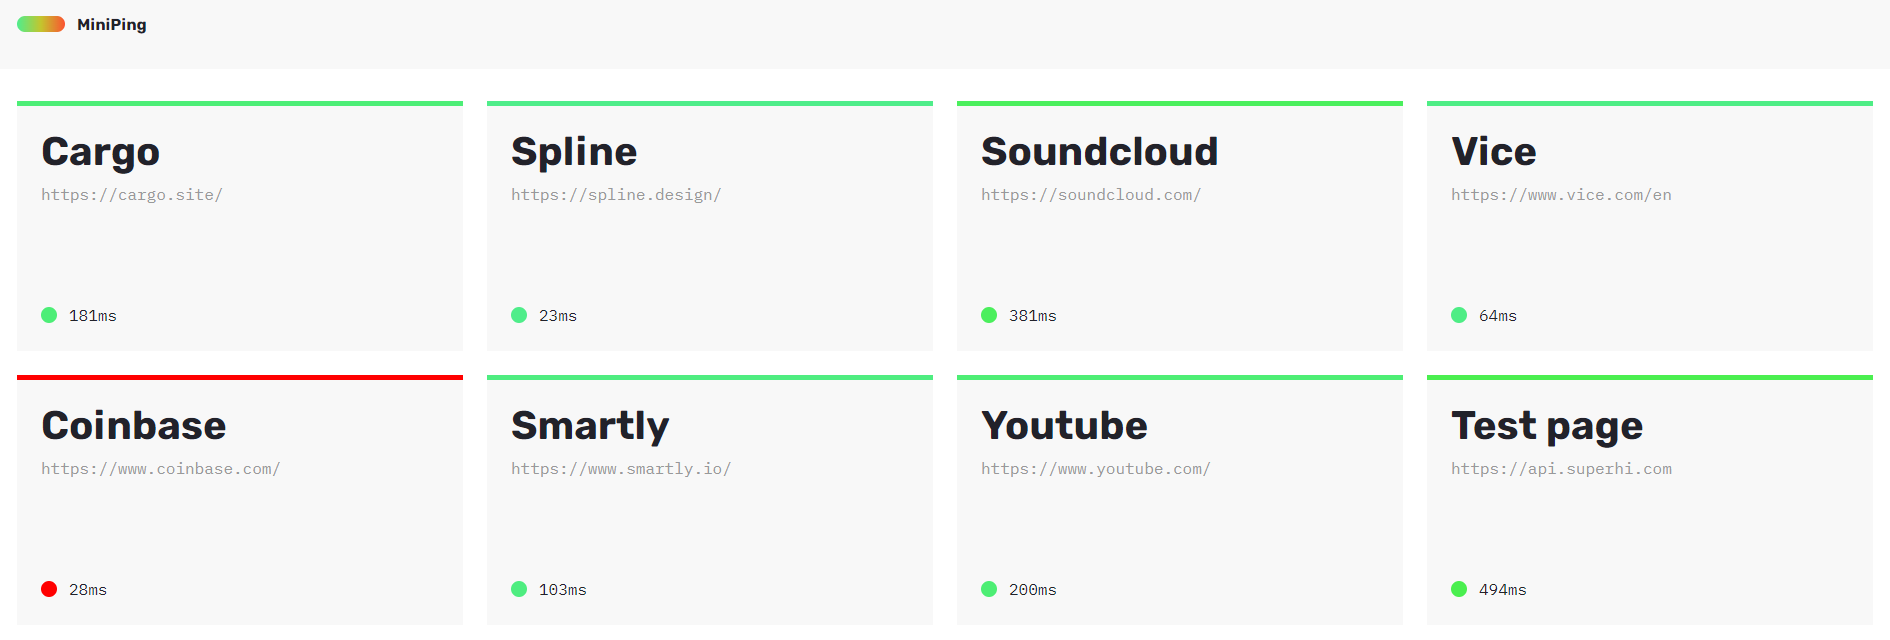 MiniPing
Cargo
https://cargo.site/
181ms
Spline
https://spline.design/
23ms
Soundcloud
https://soundcloud.com/
381ms
Vice
https://www.vice.com/en
64ms
Coinbase
https://www.coinbase.com/
28ms
Smartly
https://www.smartly.io/
103ms
Youtube
https://www.youtube.com/
200ms
Test page
https://api.superhi.com
494ms